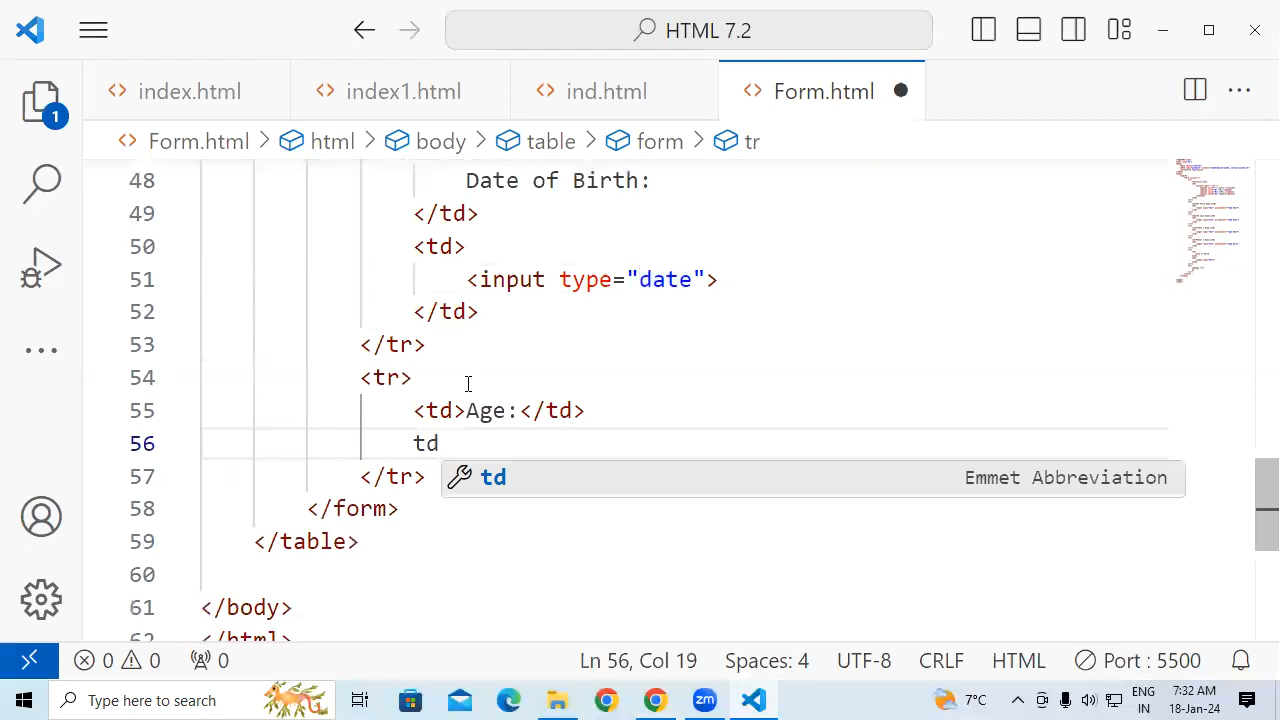 HTML 7.2
index.html
index1.html
ind.html
Form.html
1
Form.html > html > body > table > form > tr
48 Date of Birth:
49 </td>
50 <td>
51 <input type="date">
52 </td>
53 </tr>
54 <tr>
55 <td>Age:</td>
56 td
57 </tr>
td Emmet Abbreviation
58 </form>
59 </table>
60
61 </body>
62 </html>
0 0 0 Ln 56, Col 19 Spaces: 4 UTF-8 CRLF HTML Port : 5500
Type here to search zm 7°C ENG 7:32 AM
IN 18-Jan-24